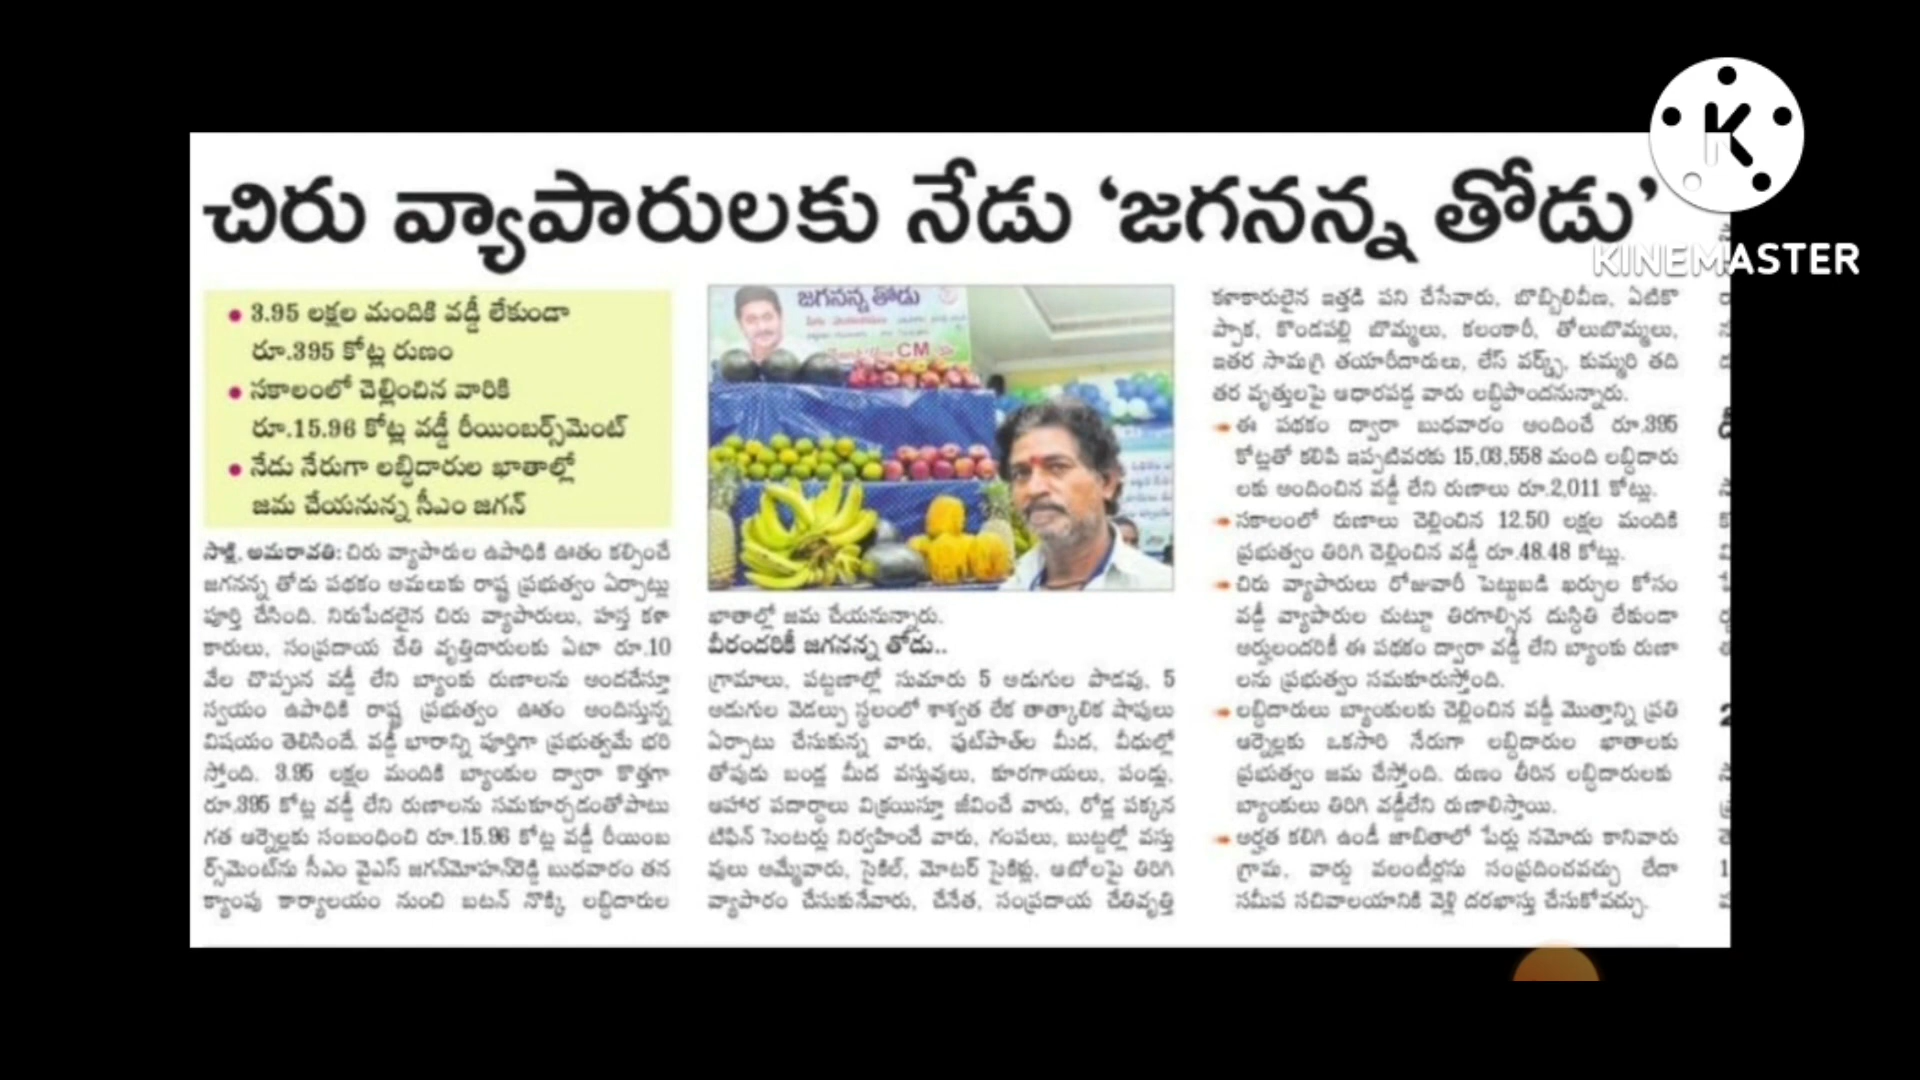 చిరు వ్యాపారులకు నేడు ‘జగనన్న తోడు’
KINEMASTER
• 3.95 లక్షల మందికి వడ్డీ లేకుండా
రూ.395 కోట్ల రుణం
• సకాలంలో చెల్లించిన వారికి
రూ.15.96 కోట్ల వడ్డీ రీయింబర్స్‌మెంట్
• నేడు నేరుగా లబ్ధిదారుల ఖాతాల్లో
జమ చేయనున్న సీఎం జగన్
సాక్షి, అమరావతి: చిరు వ్యాపారుల ఉపాధికి ఊతం కల్పించే
జగనన్న తోడు పథకం అమలుకు రాష్ట్ర ప్రభుత్వం ఏర్పాట్లు
పూర్తి చేసింది. నిరుపేదలైన చిరు వ్యాపారులు, హస్త కళా
కారులు, సంప్రదాయ చేతి వృత్తిదారులకు ఏటా రూ.10
వేల చొప్పున వడ్డీ లేని బ్యాంకు రుణాలను అందచేస్తూ
స్వయం ఉపాధికి రాష్ట్ర ప్రభుత్వం ఊతం అందిస్తున్న
విషయం తెలిసిందే. వడ్డీ భారాన్ని పూర్తిగా ప్రభుత్వమే భరి
స్తోంది. 3.95 లక్షల మందికి బ్యాంకుల ద్వారా కొత్తగా
రూ.395 కోట్ల వడ్డీ లేని రుణాలను సమకూర్చడంతోపాటు
గత ఆర్నెల్లకు సంబంధించి రూ.15.96 కోట్ల వడ్డీ రీయింబ
ర్స్‌మెంట్‌ను సీఎం వైఎస్ జగన్‌మోహన్‌రెడ్డి బుధవారం తన
క్యాంపు కార్యాలయం నుంచి బటన్ నొక్కి లబ్ధిదారుల
జగనన్న తోడు
CM
ఖాతాల్లో జమ చేయనున్నారు.
వీరందరికీ జగనన్న తోడు..
గ్రామాలు, పట్టణాల్లో సుమారు 5 అడుగుల పొడవు, 5
అడుగుల వెడల్పు స్థలంలో శాశ్వత లేక తాత్కాలిక షాపులు
ఏర్పాటు చేసుకున్న వారు, ఫుట్‌పాత్‌ల మీద, వీధుల్లో
తోపుడు బండ్ల మీద వస్తువులు, కూరగాయలు, పండ్లు,
ఆహార పదార్థాలు విక్రయిస్తూ జీవించే వారు, రోడ్ల పక్కన
టిఫిన్ సెంటర్లు నిర్వహించే వారు, గంపలు, బుట్టల్లో వస్తు
వులు అమ్మేవారు, సైకిల్, మోటర్ సైకిళ్లు, ఆటోలపై తిరిగి
వ్యాపారం చేసుకునేవారు, చేనేత, సంప్రదాయ చేతివృత్తి
కళాకారులైన ఇత్తడి పని చేసేవారు, బొబ్బిలివీణ, ఏటికొ
ప్పాక, కొండపల్లి బొమ్మలు, కలంకారీ, తోలుబొమ్మలు,
ఇతర సామగ్రి తయారీదారులు, లేస్ వర్క్స్, కుమ్మరి తది
తర వృత్తులపై ఆధారపడ్డ వారు లబ్ధిపొందనున్నారు.
➡ ఈ పథకం ద్వారా బుధవారం అందించే రూ.395
కోట్లతో కలిపి ఇప్పటివరకు 15,03,558 మంది లబ్ధిదారు
లకు అందించిన వడ్డీ లేని రుణాలు రూ.2,011 కోట్లు.
➡ సకాలంలో రుణాలు చెల్లించిన 12.50 లక్షల మందికి
ప్రభుత్వం తిరిగి చెల్లించిన వడ్డీ రూ.48.48 కోట్లు.
➡ చిరు వ్యాపారులు రోజువారీ పెట్టుబడి ఖర్చుల కోసం
వడ్డీ వ్యాపారుల చుట్టూ తిరగాల్సిన దుస్థితి లేకుండా
అర్హులందరికీ ఈ పథకం ద్వారా వడ్డీ లేని బ్యాంకు రుణా
లను ప్రభుత్వం సమకూరుస్తోంది.
➡ లబ్ధిదారులు బ్యాంకులకు చెల్లించిన వడ్డీ మొత్తాన్ని ప్రతి
ఆర్నెల్లకు ఒకసారి నేరుగా లబ్ధిదారుల ఖాతాలకు
ప్రభుత్వం జమ చేస్తోంది. రుణం తీరిన లబ్ధిదారులకు
బ్యాంకులు తిరిగి వడ్డీలేని రుణాలిస్తాయి.
➡ అర్హత కలిగి ఉండీ జాబితాలో పేర్లు నమోదు కానివారు
గ్రామ, వార్డు వలంటీర్లను సంప్రదించవచ్చు లేదా
సమీప సచివాలయానికి వెళ్లి దరఖాస్తు చేసుకోవచ్చు.